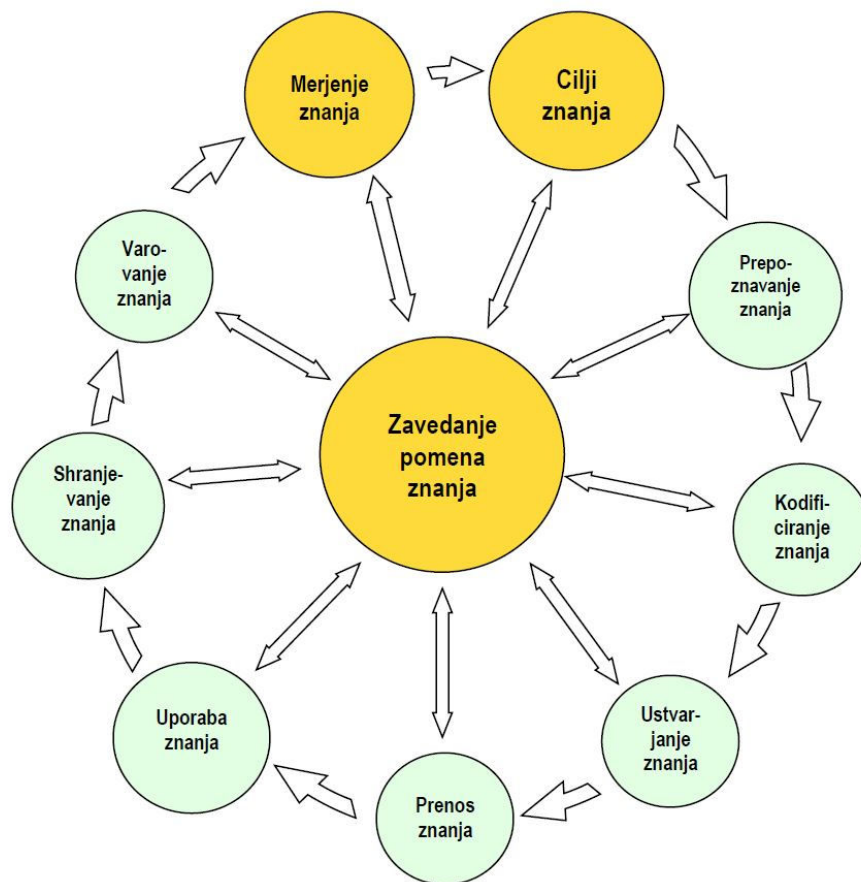 Merjenje
znanja
Cilji
znanja
Prepo-
znavanje
znanja
Kodifi-
ciranje
znanja
Ustvar-
janje
znanja
Prenos
znanja
Uporaba
znanja
Shranje-
vanje
znanja
Varo-
vanje
znanja
Zavedanje
pomena
znanja